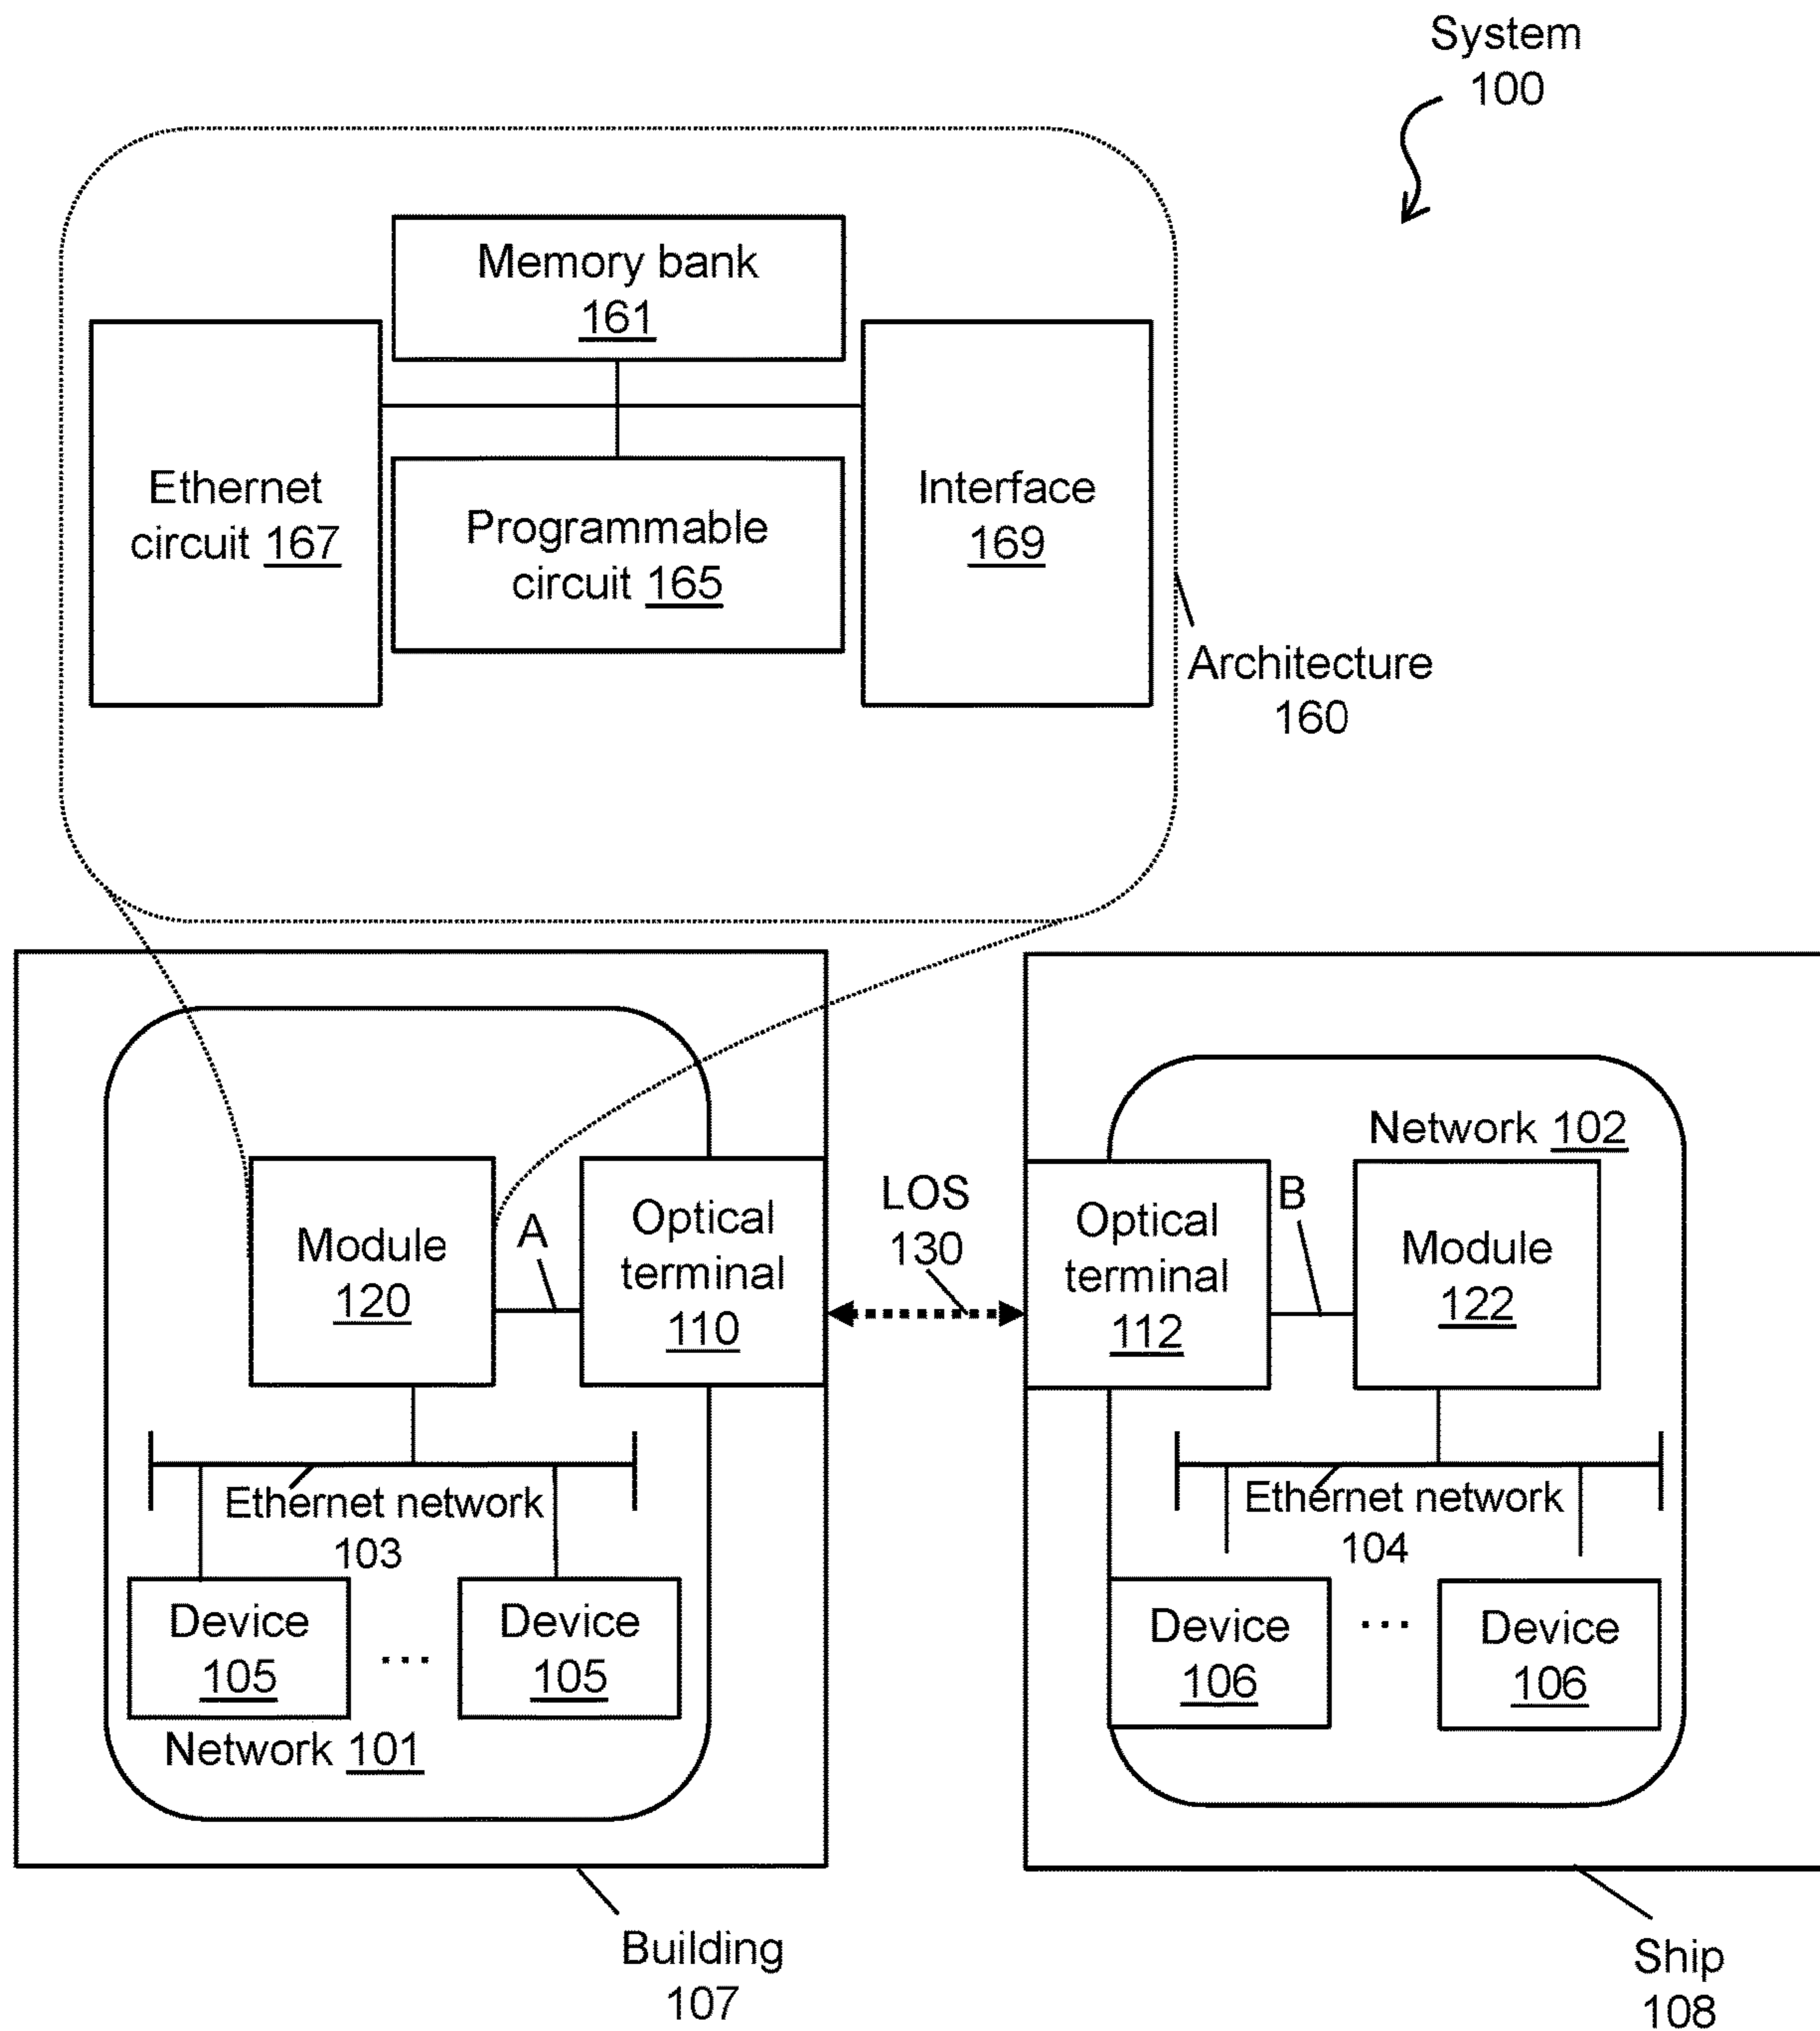 System
100
Memory bank
161
Ethernet
circuit 167
Programmable
circuit 165
Interface
169
Architecture
160
Module
120
A
Optical
terminal
110
LOS
130
Optical
terminal
112
B
Network 102
Module
122
Ethernet network
103
Device
105
...
Device
105
Network 101
Ethernet network
104
Device
106
...
Device
106
Building
107
Ship
108